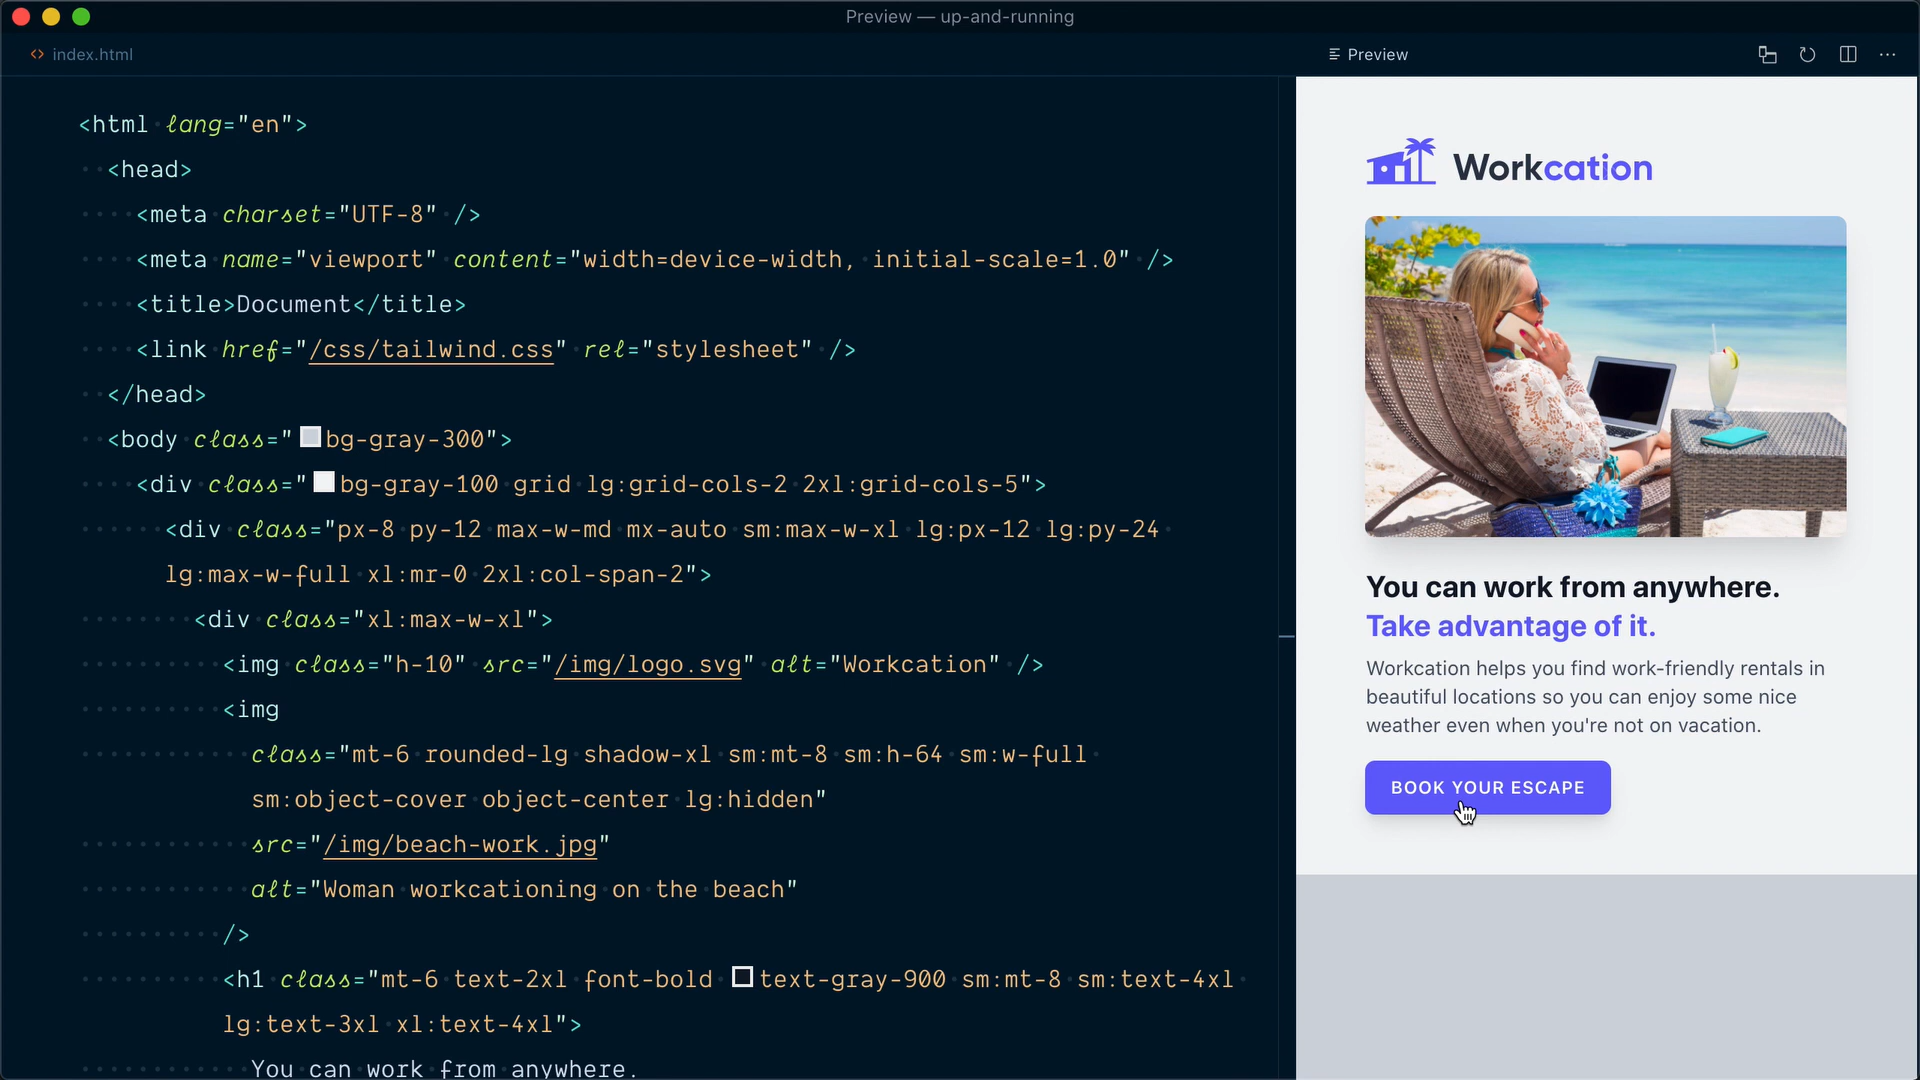 Preview — up-and-running
index.html
Preview
<html lang="en">
<head>
<meta charset="UTF-8" />
<meta name="viewport" content="width=device-width, initial-scale=1.0" />
<title>Document</title>
<link href="/css/tailwind.css" rel="stylesheet" />
</head>
<body class="bg-gray-300">
<div class="bg-gray-100 grid lg:grid-cols-2 2xl:grid-cols-5">
<div class="px-8 py-12 max-w-md mx-auto sm:max-w-xl lg:px-12 lg:py-24
lg:max-w-full xl:mr-0 2xl:col-span-2">
<div class="xl:max-w-xl">
<img class="h-10" src="/img/logo.svg" alt="Workcation" />
<img
class="mt-6 rounded-lg shadow-xl sm:mt-8 sm:h-64 sm:w-full
sm:object-cover object-center lg:hidden"
src="/img/beach-work.jpg"
alt="Woman workcationing on the beach"
/>
<h1 class="mt-6 text-2xl font-bold text-gray-900 sm:mt-8 sm:text-4xl
lg:text-3xl xl:text-4xl">
You can work from anywhere.
Workcation
You can work from anywhere.
Take advantage of it.
Workcation helps you find work-friendly rentals in
beautiful locations so you can enjoy some nice
weather even when you're not on vacation.
BOOK YOUR ESCAPE